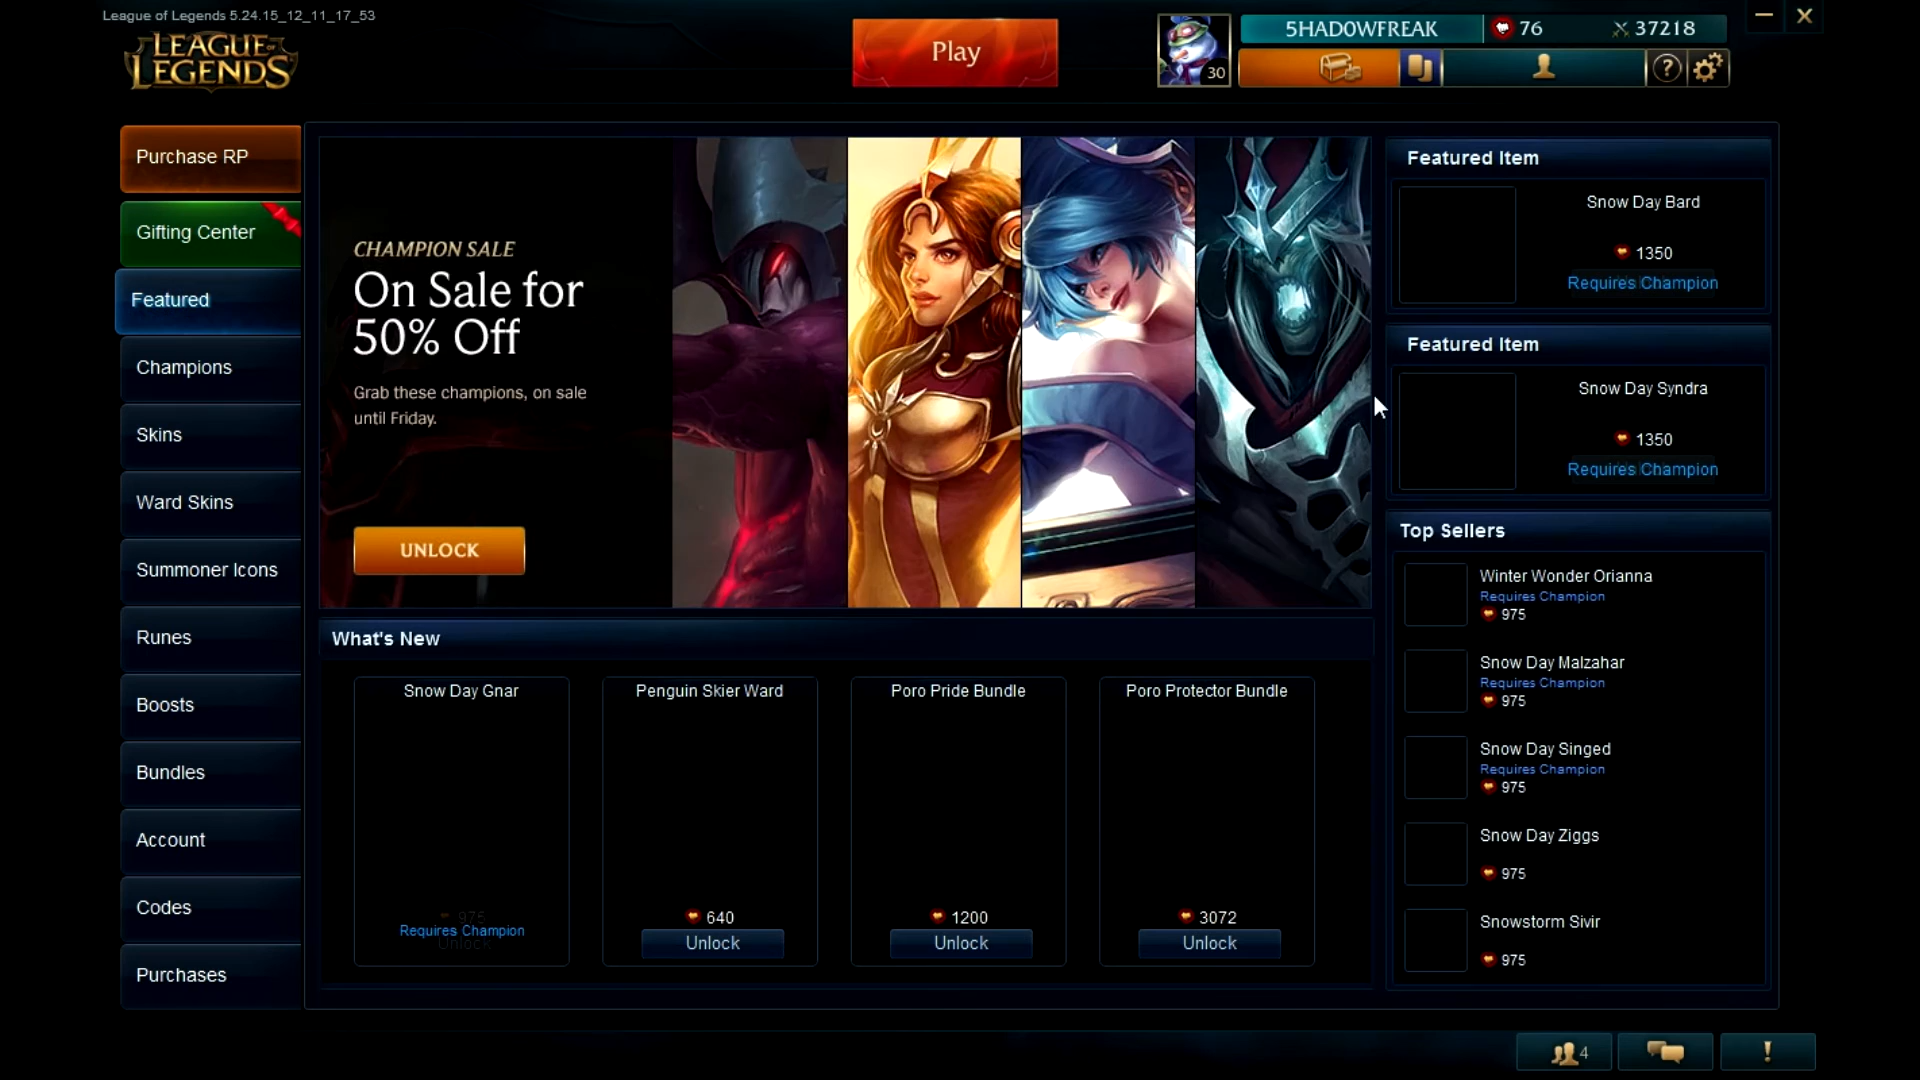 League of Legends 5.24.15_12_11_17_53
LEAGUE OF
LEGENDS
Play
30
5HAD0WFREAK
76
37218
?
Purchase RP
Gifting Center
Featured
Champions
Skins
Ward Skins
Summoner Icons
Runes
Boosts
Bundles
Account
Codes
Purchases
CHAMPION SALE
On Sale for
50% Off
Grab these champions, on sale
until Friday.
UNLOCK
Featured Item
Snow Day Bard
1350
Requires Champion
Featured Item
Snow Day Syndra
1350
Requires Champion
What's New
Snow Day Gnar
975
Requires Champion
Unlock
Penguin Skier Ward
640
Unlock
Poro Pride Bundle
1200
Unlock
Poro Protector Bundle
3072
Unlock
Top Sellers
Winter Wonder Orianna
Requires Champion
975
Snow Day Malzahar
Requires Champion
975
Snow Day Singed
Requires Champion
975
Snow Day Ziggs
975
Snowstorm Sivir
975
4
!